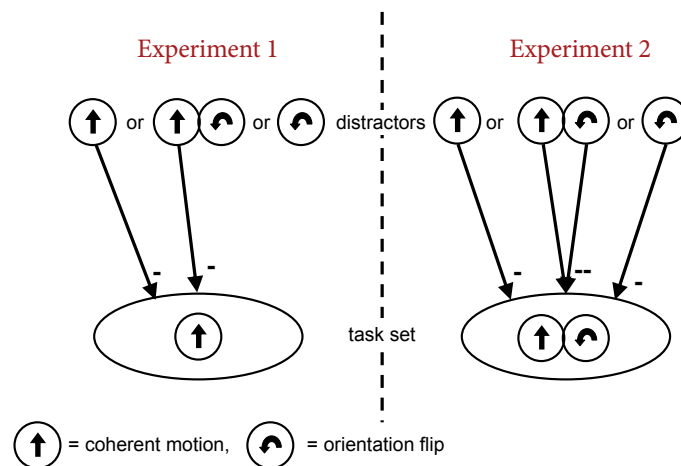 Experiment 1 Experiment 2
or or distractors or or
- - - -- -
task set
= coherent motion, = orientation flip